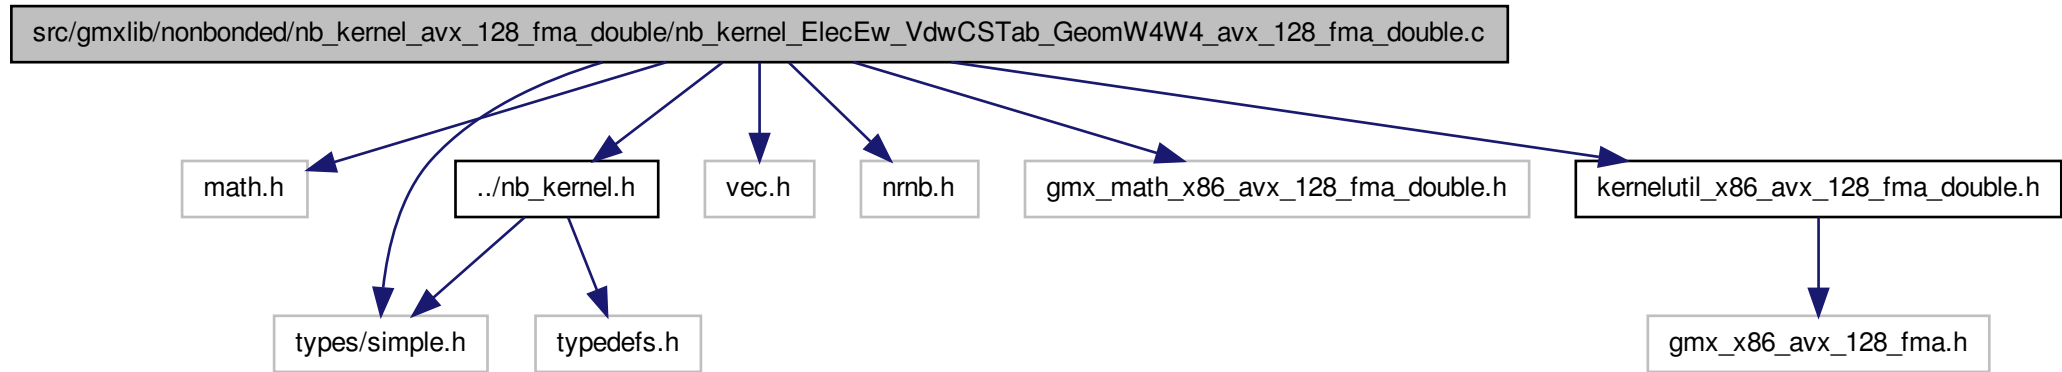 src/gmxlib/nonbonded/nb_kernel_avx_128_fma_double/nb_kernel_ElecEw_VdwCSTab_GeomW4W4_avx_128_fma_double.c
math.h
../nb_kernel.h
vec.h
nrnb.h
gmx_math_x86_avx_128_fma_double.h
kernelutil_x86_avx_128_fma_double.h
types/simple.h
typedefs.h
gmx_x86_avx_128_fma.h